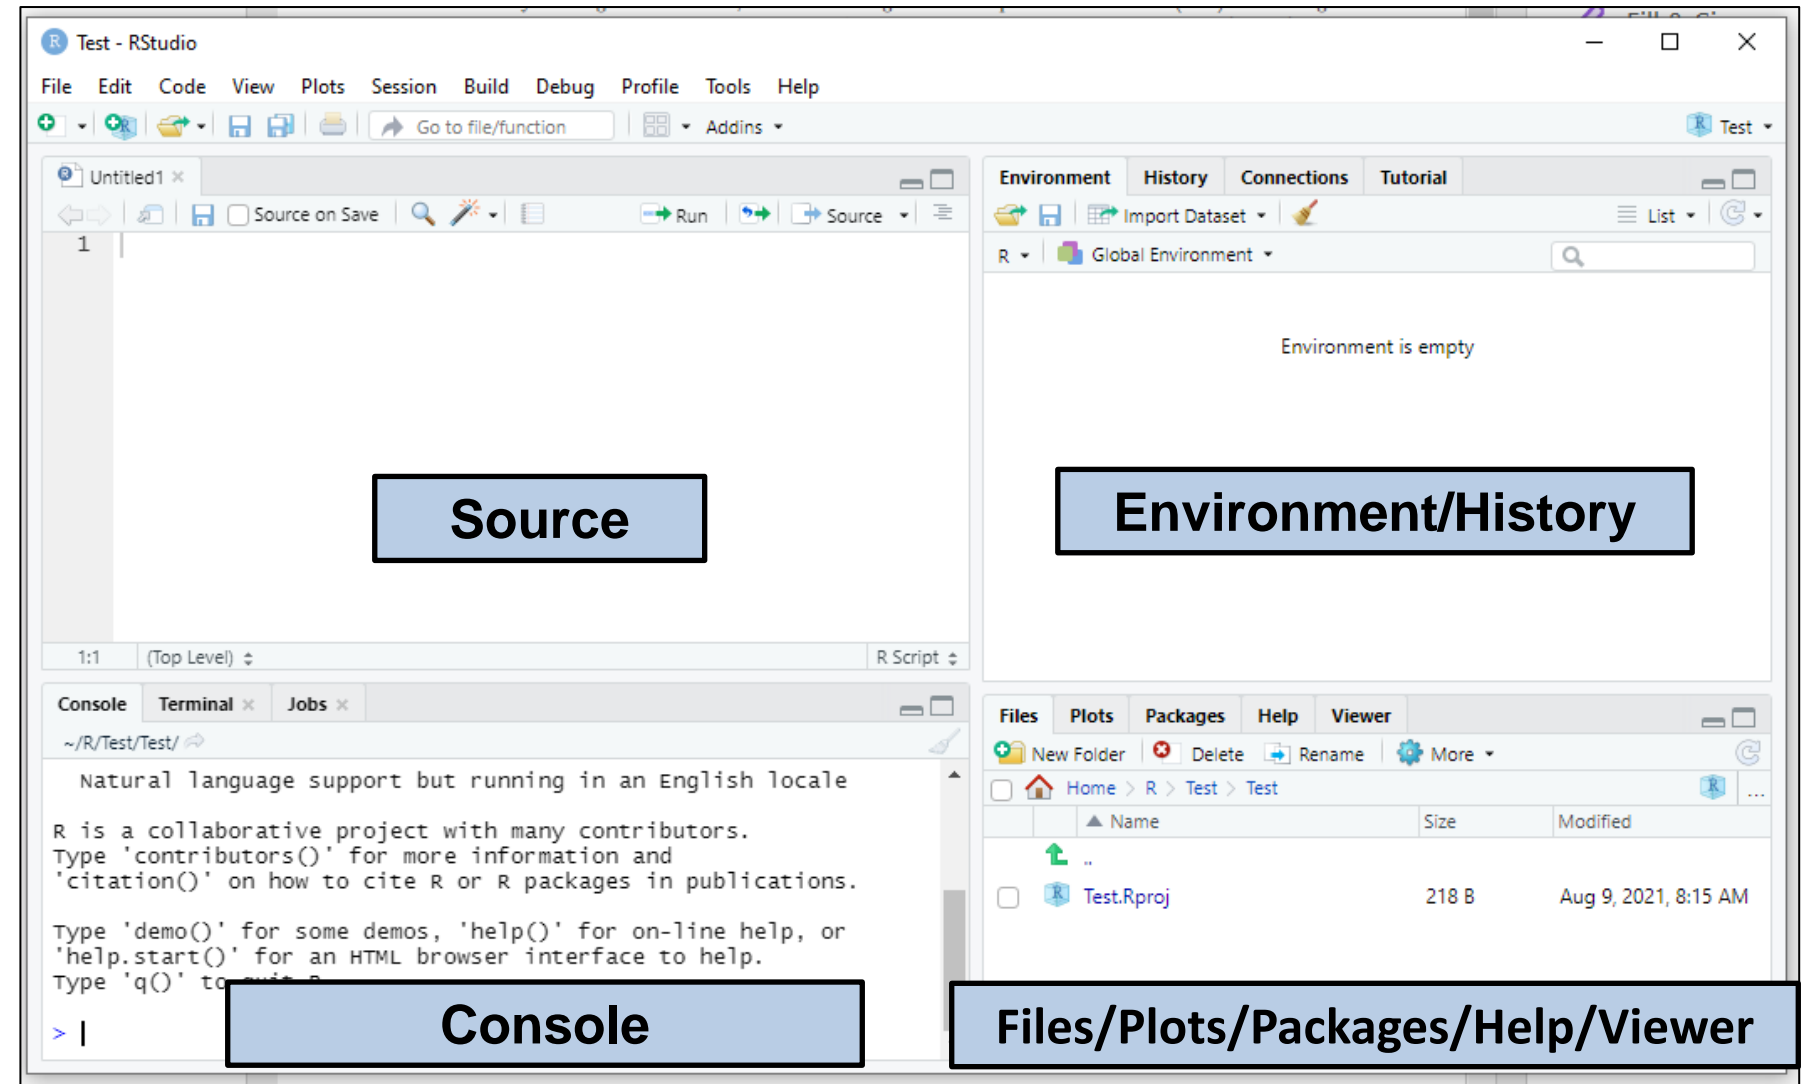 Test - RStudio
File Edit Code View Plots Session Build Debug Profile Tools Help
Go to file/function Addins Test
Untitled1
Source on Save Run Source
1
Source
1:1 (Top Level) R Script
Environment History Connections Tutorial
Import Dataset List
R Global Environment
Environment is empty
Environment/History
Console Terminal Jobs
~/R/Test/Test/
Natural language support but running in an English locale
R is a collaborative project with many contributors.
Type 'contributors()' for more information and
'citation()' on how to cite R or R packages in publications.
Type 'demo()' for some demos, 'help()' for on-line help, or
'help.start()' for an HTML browser interface to help.
Type 'q()' to quit R
>
Console
Files Plots Packages Help Viewer
New Folder Delete Rename More
Home > R > Test > Test
Name Size Modified
..
Test.Rproj 218 B Aug 9, 2021, 8:15 AM
Files/Plots/Packages/Help/Viewer